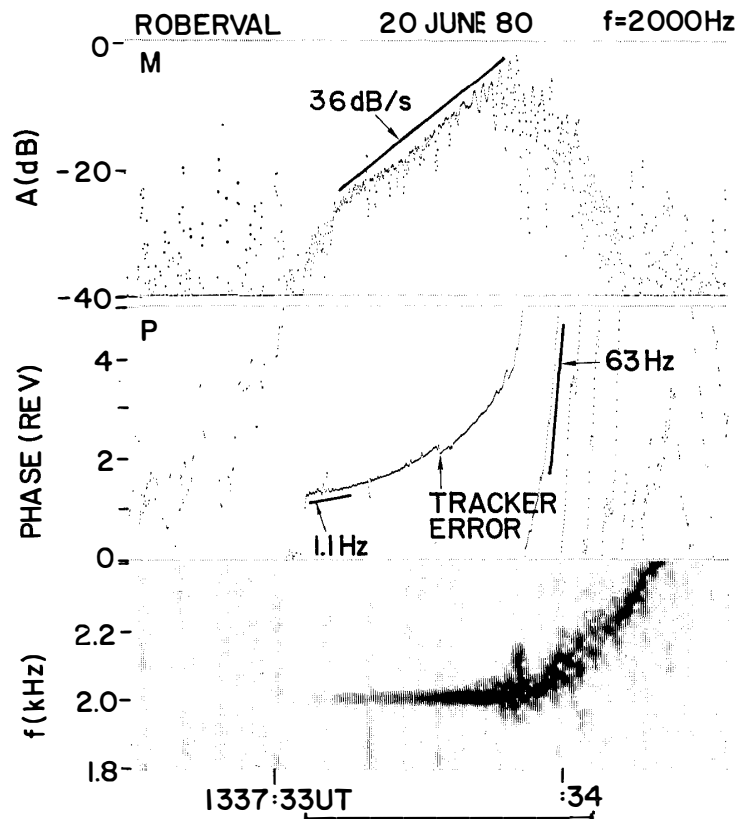 ROBERVAL 20 JUNE 80 f=2000Hz
0
M
36dB/s
A(dB)
-20
-40
P
4
63Hz
PHASE (REV)
2
TRACKER
ERROR
1.1Hz
0
2.2
f(kHz)
2.0
1.8
1337:33UT :34